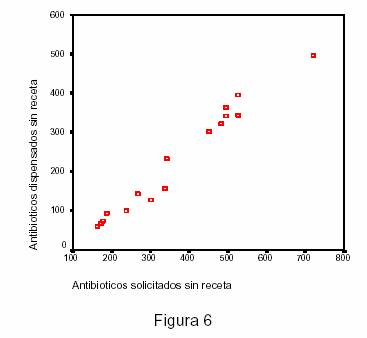 600
500
400
300
200
100
0
100 200 300 400 500 600 700 800
Antibioticos dispensados sin receta
Antibioticos solicitados sin receta
Figura 6